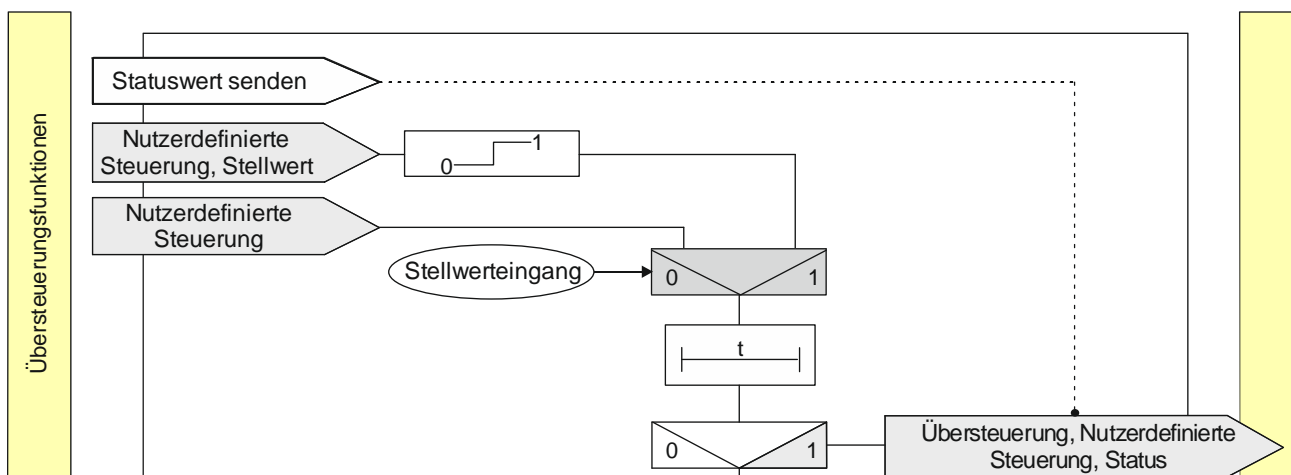 Übersteuerungsfunktionen
Statuswert senden
Nutzerdefinierte
Steuerung, Stellwert
0 1
Nutzerdefinierte
Steuerung
Stellwerteingang
0 1
t
0 1
Übersteuerung, Nutzerdefinierte
Steuerung, Status